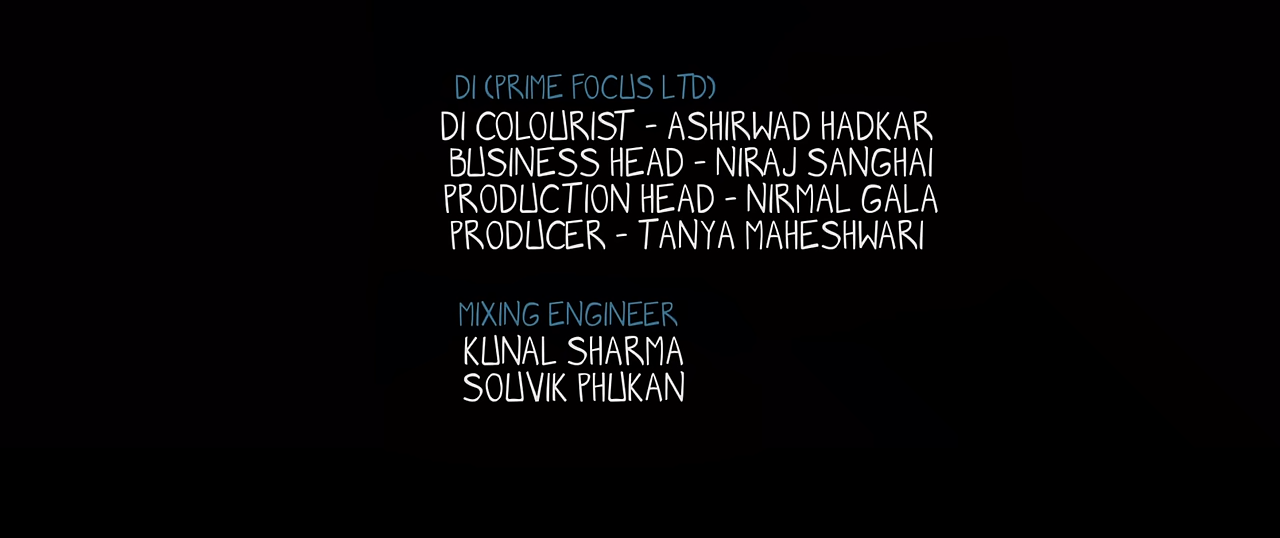 DI (PRIME FOCUS LTD)
DI COLOURIST - ASHIRWAD HADKAR
BUSINESS HEAD - NIRAJ SANGHAI
PRODUCTION HEAD - NIRMAL GALA
PRODUCER - TANYA MAHESHWARI
MIXING ENGINEER
KUNAL SHARMA
SOUVIK PHUKAN